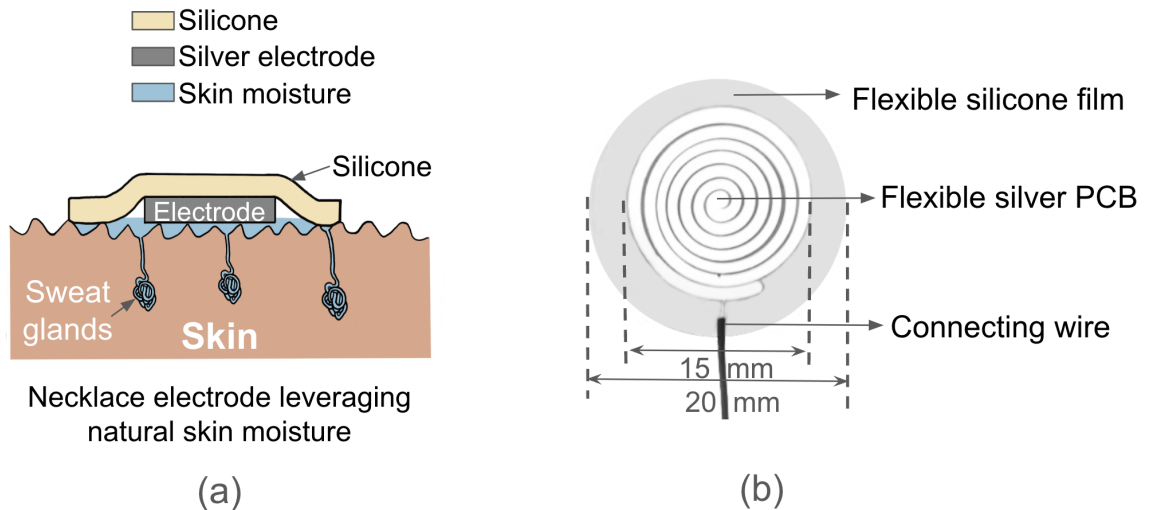 Silicone
Silver electrode
Skin moisture
Silicone
Electrode
Sweat
glands
Skin
Necklace electrode leveraging
natural skin moisture
(a)
Flexible silicone film
Flexible silver PCB
Connecting wire
15 mm
20 mm
(b)